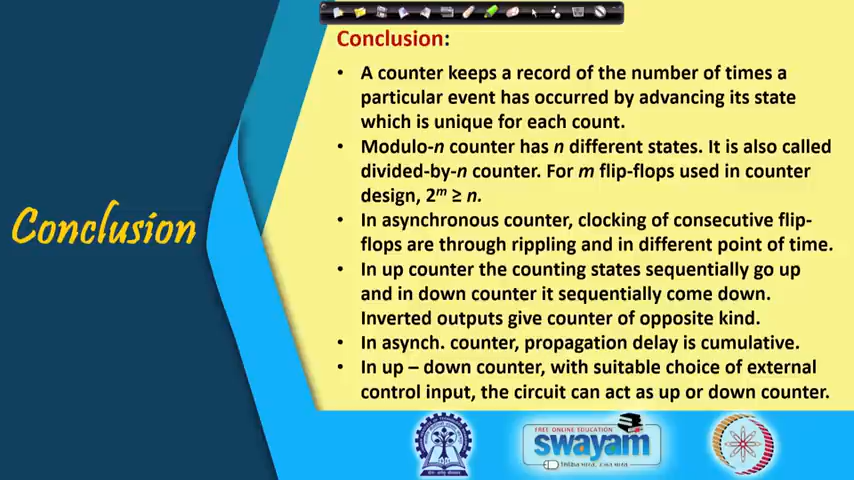 Conclusion:
• A counter keeps a record of the number of times a
particular event has occurred by advancing its state
which is unique for each count.
• Modulo-n counter has n different states. It is also called
divided-by-n counter. For m flip-flops used in counter
design, 2ᵐ ≥ n.
• In asynchronous counter, clocking of consecutive flip-
flops are through rippling and in different point of time.
• In up counter the counting states sequentially go up
and in down counter it sequentially come down.
Inverted outputs give counter of opposite kind.
• In asynch. counter, propagation delay is cumulative.
• In up – down counter, with suitable choice of external
control input, the circuit can act as up or down counter.
Conclusion
FREE ONLINE EDUCATION
swayam